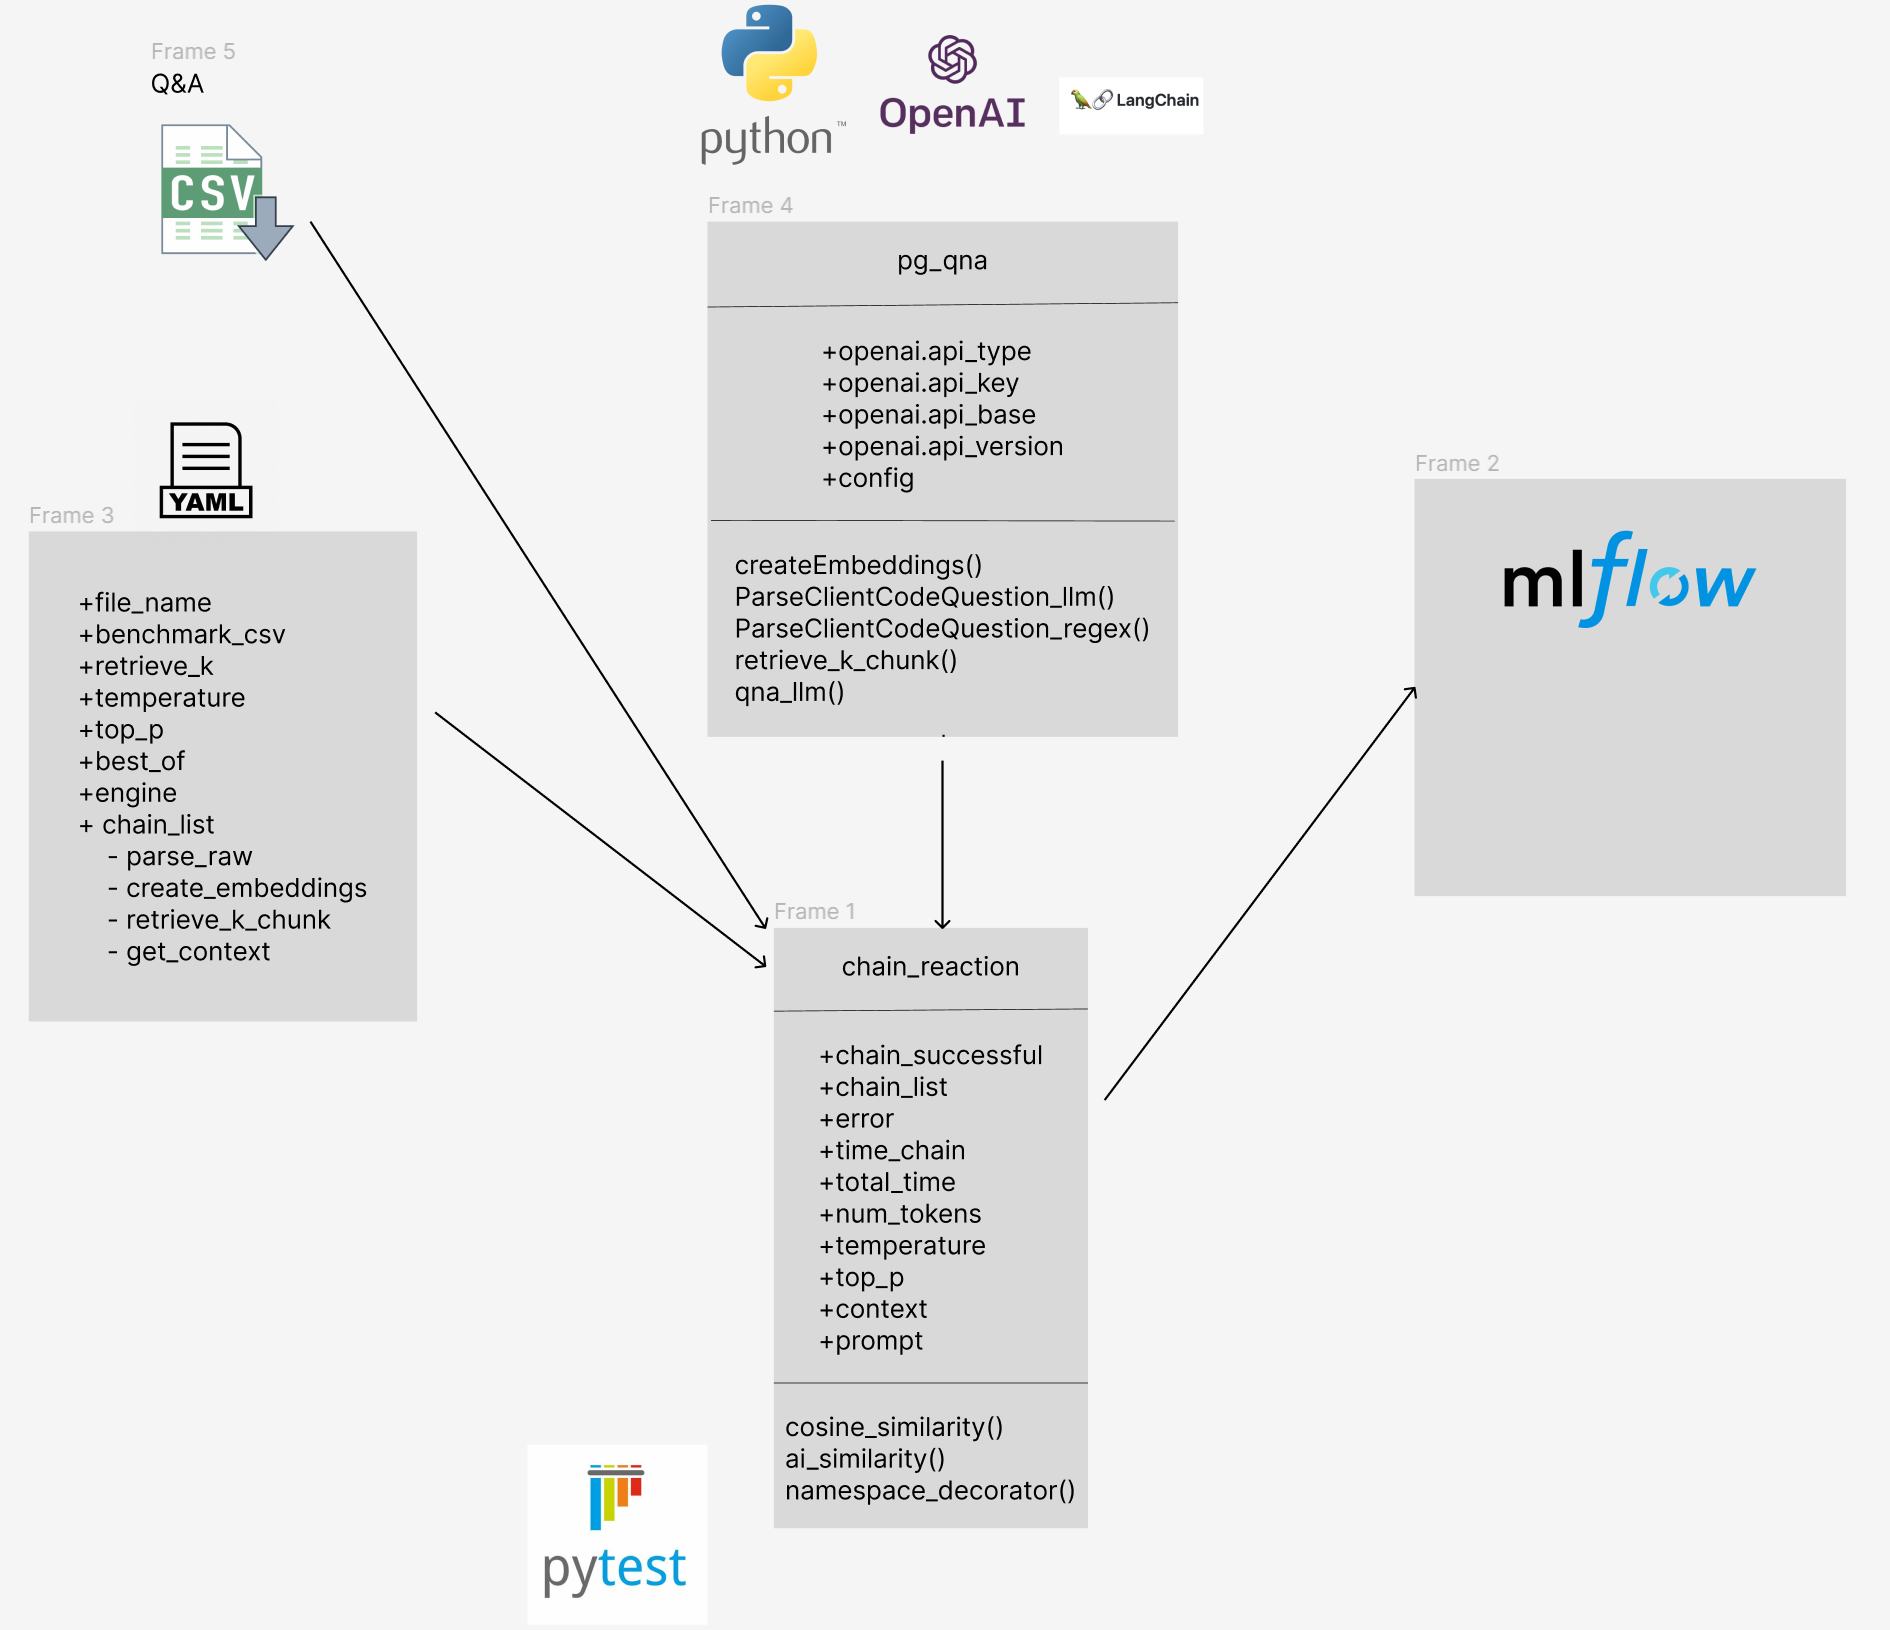 Frame 5
Q&A
CSV
python™
OpenAI
LangChain
Frame 4
pg_qna
+openai.api_type
+openai.api_key
+openai.api_base
+openai.api_version
+config
createEmbeddings()
ParseClientCodeQuestion_llm()
ParseClientCodeQuestion_regex()
retrieve_k_chunk()
qna_llm()
YAML
Frame 3
+file_name
+benchmark_csv
+retrieve_k
+temperature
+top_p
+best_of
+engine
+ chain_list
- parse_raw
- create_embeddings
- retrieve_k_chunk
- get_context
Frame 2
mlflow
Frame 1
chain_reaction
+chain_successful
+chain_list
+error
+time_chain
+total_time
+num_tokens
+temperature
+top_p
+context
+prompt
cosine_similarity()
ai_similarity()
namespace_decorator()
pytest